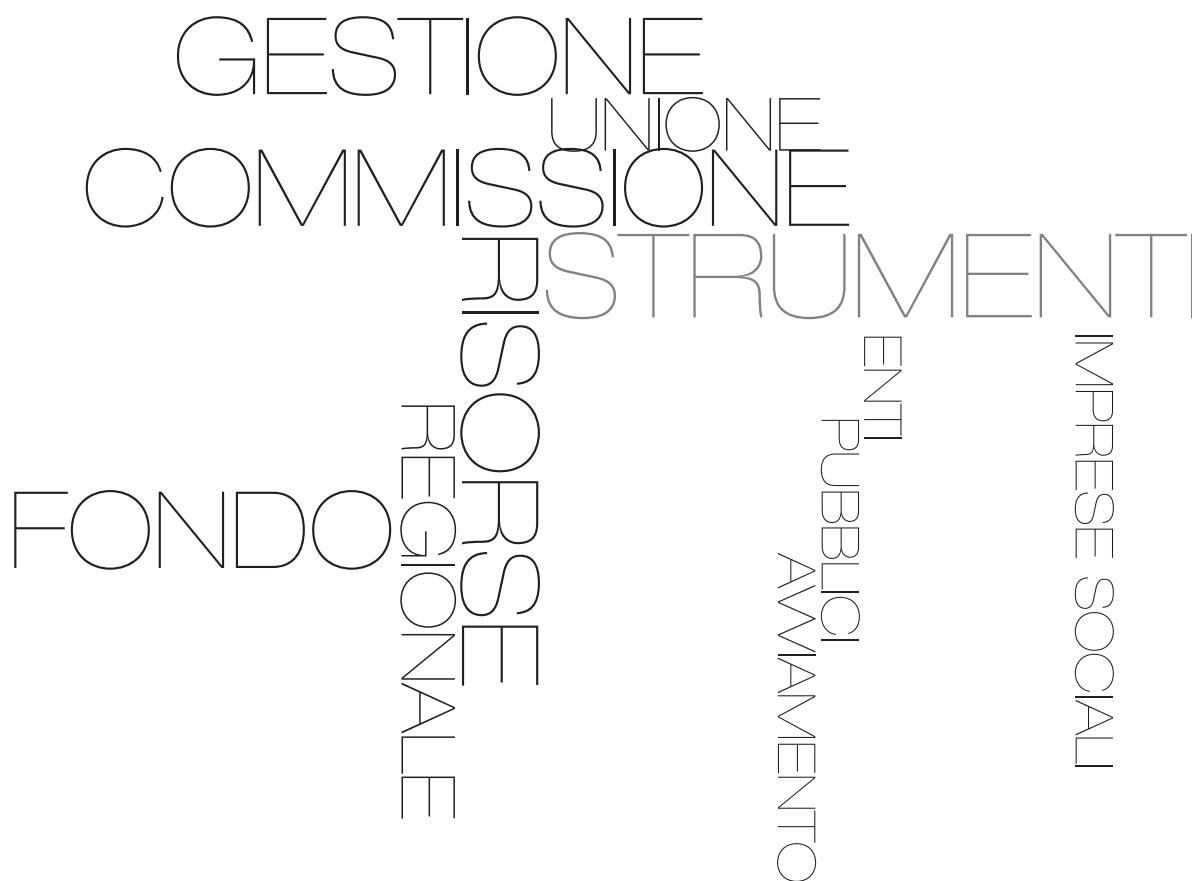 GESTIONE
UNIONE
COMMISSIONE
RISORSE
STRUMENTI
ENTI
IMPRESE SOCIALI
REGIONALE
PUBBLICI
FONDO
AVVIAMENTO